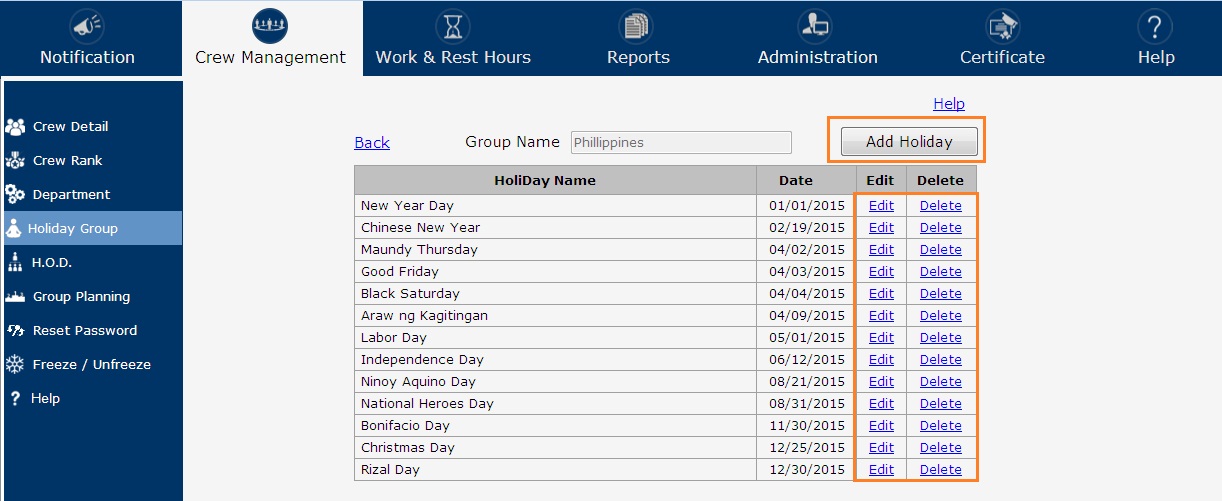 Notification Crew Management Work & Rest Hours Reports Administration Certificate Help
Crew Detail
Crew Rank
Department
Holiday Group
H.O.D.
Group Planning
Reset Password
Freeze / Unfreeze
Help
Help
Back Group Name Phillippines Add Holiday
HoliDay Name Date Edit Delete
New Year Day 01/01/2015 Edit Delete
Chinese New Year 02/19/2015 Edit Delete
Maundy Thursday 04/02/2015 Edit Delete
Good Friday 04/03/2015 Edit Delete
Black Saturday 04/04/2015 Edit Delete
Araw ng Kagitingan 04/09/2015 Edit Delete
Labor Day 05/01/2015 Edit Delete
Independence Day 06/12/2015 Edit Delete
Ninoy Aquino Day 08/21/2015 Edit Delete
National Heroes Day 08/31/2015 Edit Delete
Bonifacio Day 11/30/2015 Edit Delete
Christmas Day 12/25/2015 Edit Delete
Rizal Day 12/30/2015 Edit Delete